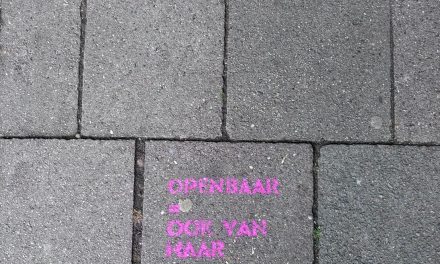 OPENBAAR
=
OOK VAN
HAAR